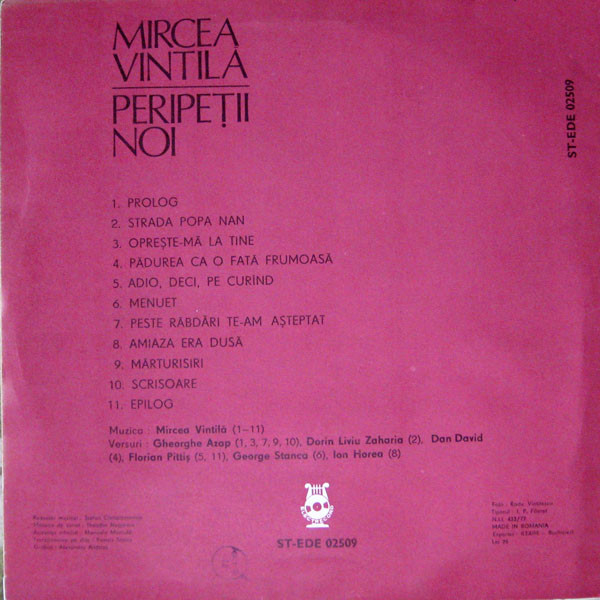 MIRCEA
VINTILĂ
PERIPEȚII
NOI
ST-EDE 02509
1. PROLOG
2. STRADA POPA NAN
3. OPREȘTE-MĂ LA TINE
4. PĂDUREA CA O FATĂ FRUMOASĂ
5. ADIO, DECI, PE CURÎND
6. MENUET
7. PESTE RĂBDĂRI TE-AM AȘTEPTAT
8. AMIAZA ERA DUSĂ
9. MĂRTURISIRI
10. SCRISOARE
11. EPILOG
Muzica : Mircea Vintilă (1–11)
Versuri : Gheorghe Azap (1, 3, 7, 9, 10), Dorin Liviu Zaharia (2), Dan David
(4), Florian Pittiș (5, 11), George Stanca (6), Ion Horea (8)
ST-EDE 02509
MADE IN ROMANIA